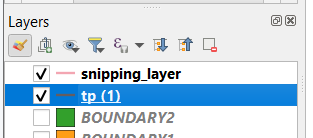 Layers
snipping_layer
tp (1)
BOUNDARY2
BOUNDARY1